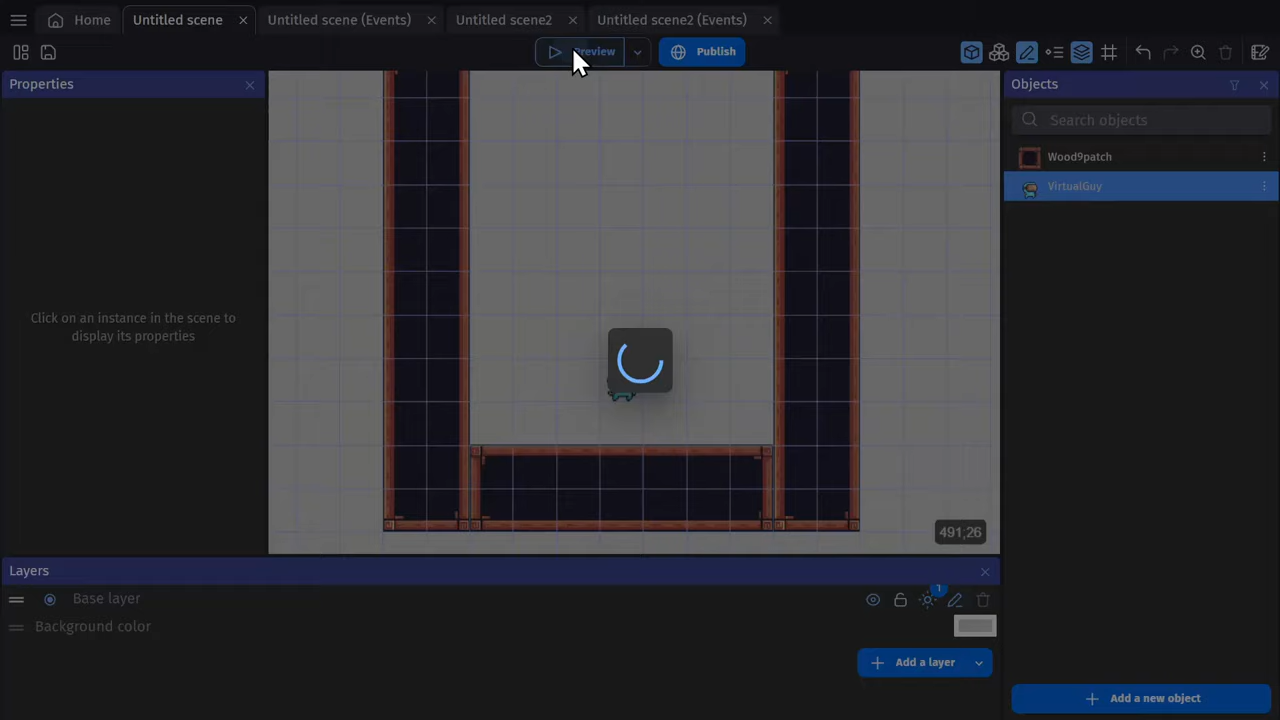 Home
Untitled scene
Untitled scene (Events)
Untitled scene2
Untitled scene2 (Events)
Preview
Publish
Properties
Objects
Search objects
Wood9patch
VirtualGuy
Click on an instance in the scene to
display its properties
491;26
Layers
Base layer
1
Background color
Add a layer
Add a new object